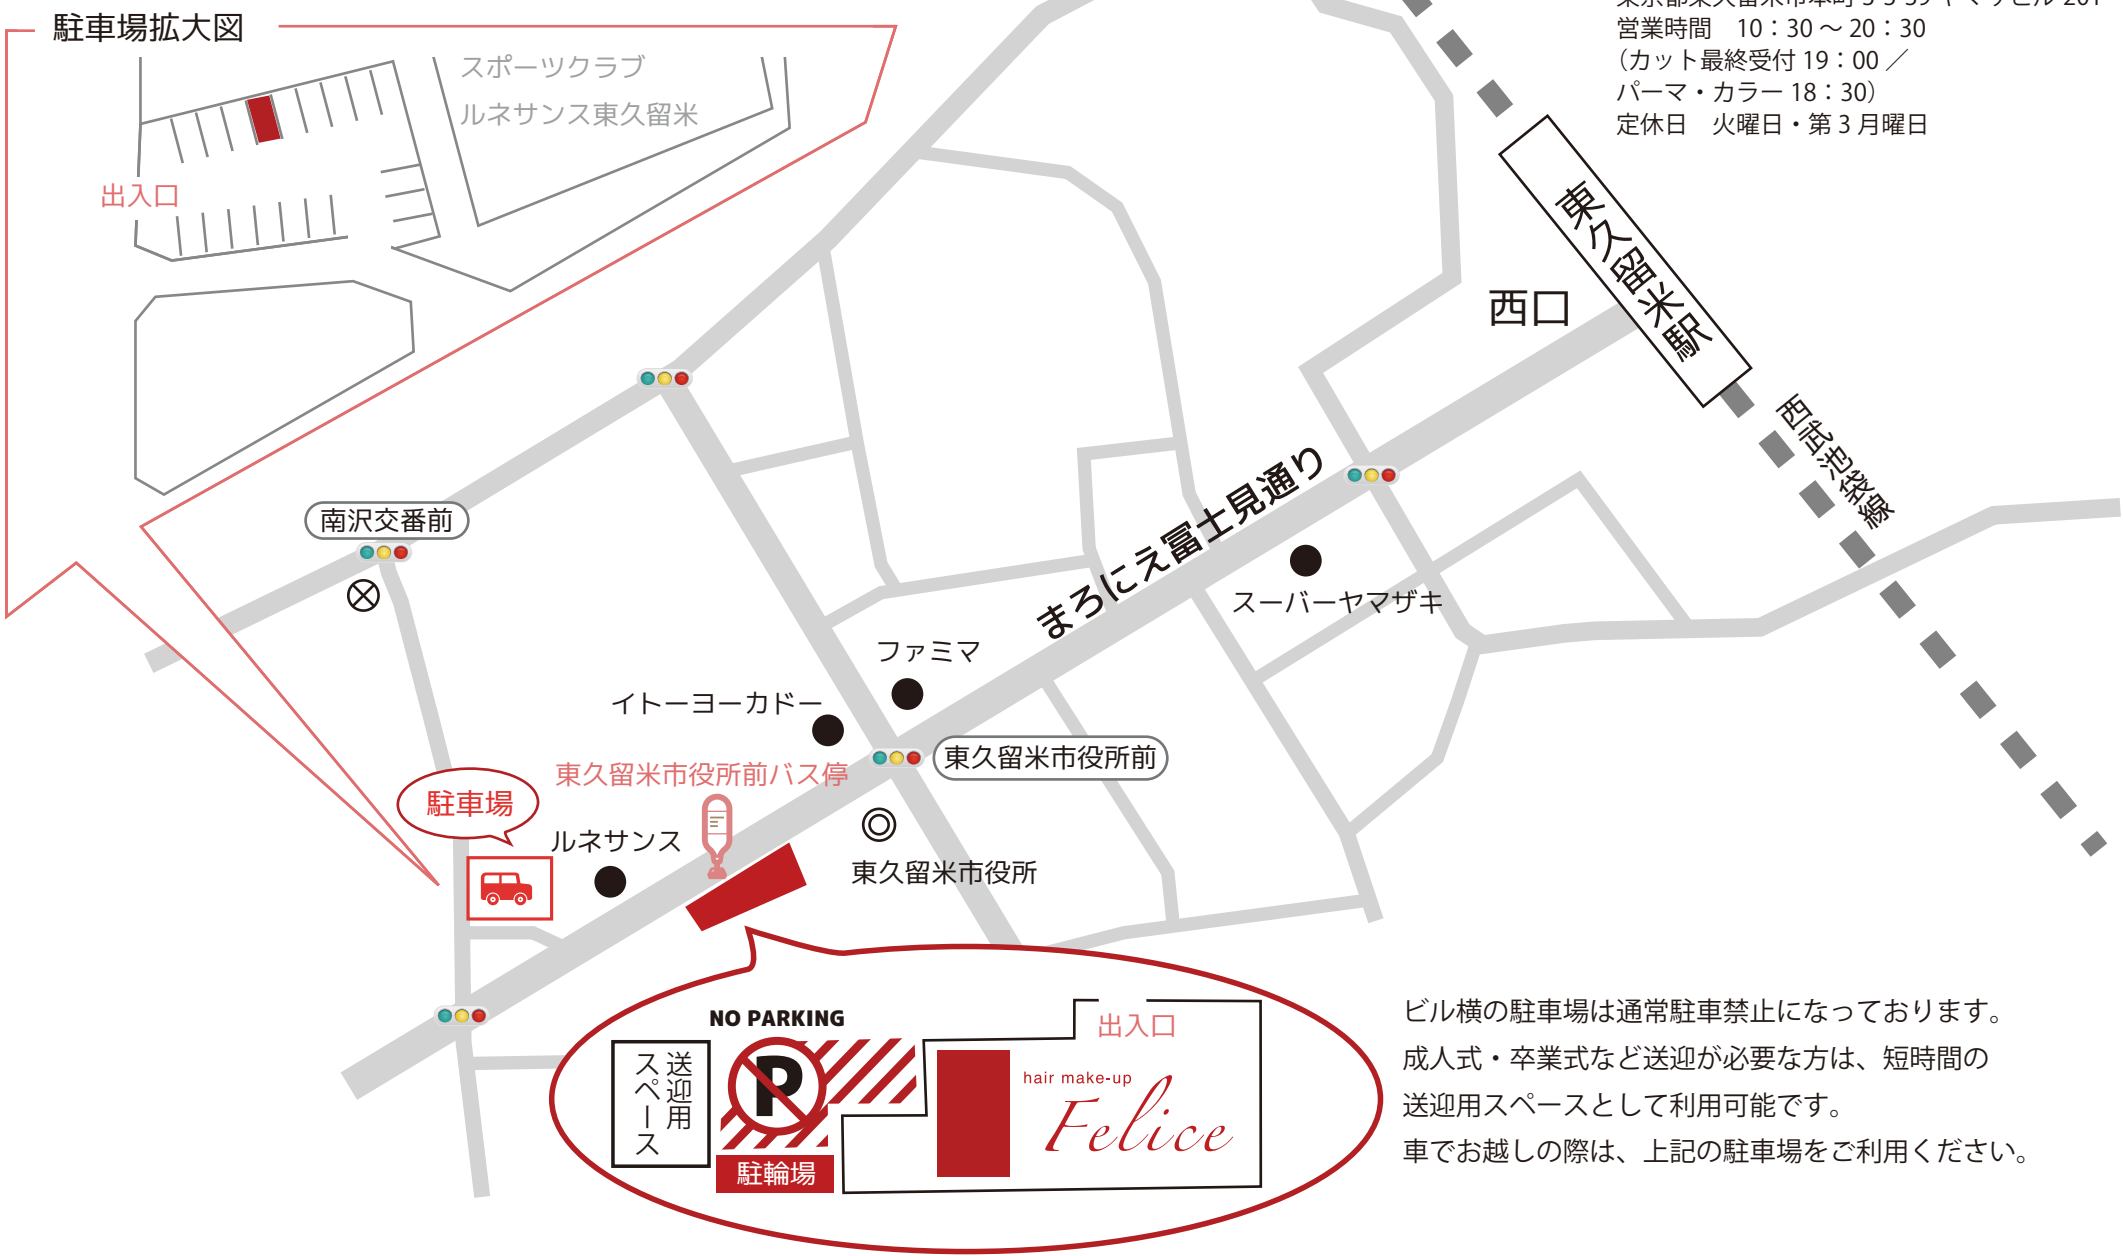 駐車場拡大図
スポーツクラブ
ルネサンス東久留米
出入口
営業時間　10：30～20：30
（カット最終受付 19：00／
パーマ・カラー 18：30）
定休日　火曜日・第3月曜日
東久留米駅
西口
西武池袋線
まろにえ富士見通り
南沢交番前
スーパーヤマザキ
ファミマ
イトーヨーカドー
東久留米市役所前
東久留米市役所前バス停
駐車場
ルネサンス
東久留米市役所
NO PARKING
P
送迎用
スペース
駐輪場
出入口
hair make-up
Felice
ビル横の駐車場は通常駐車禁止になっております。
成人式・卒業式など送迎が必要な方は、短時間の
送迎用スペースとして利用可能です。
車でお越しの際は、上記の駐車場をご利用ください。